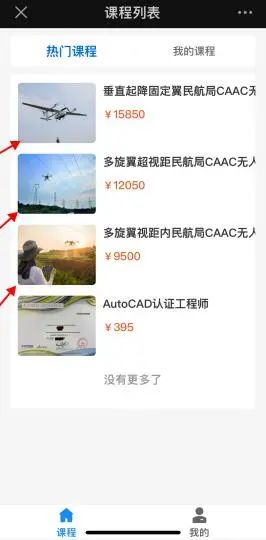 课程列表
热门课程
我的课程
垂直起降固定翼民航局CAAC无
¥15850
多旋翼超视距民航局CAAC无人
¥12050
多旋翼视距内民航局CAAC无人
¥9500
AutoCAD认证工程师
¥395
没有更多了
课程
我的